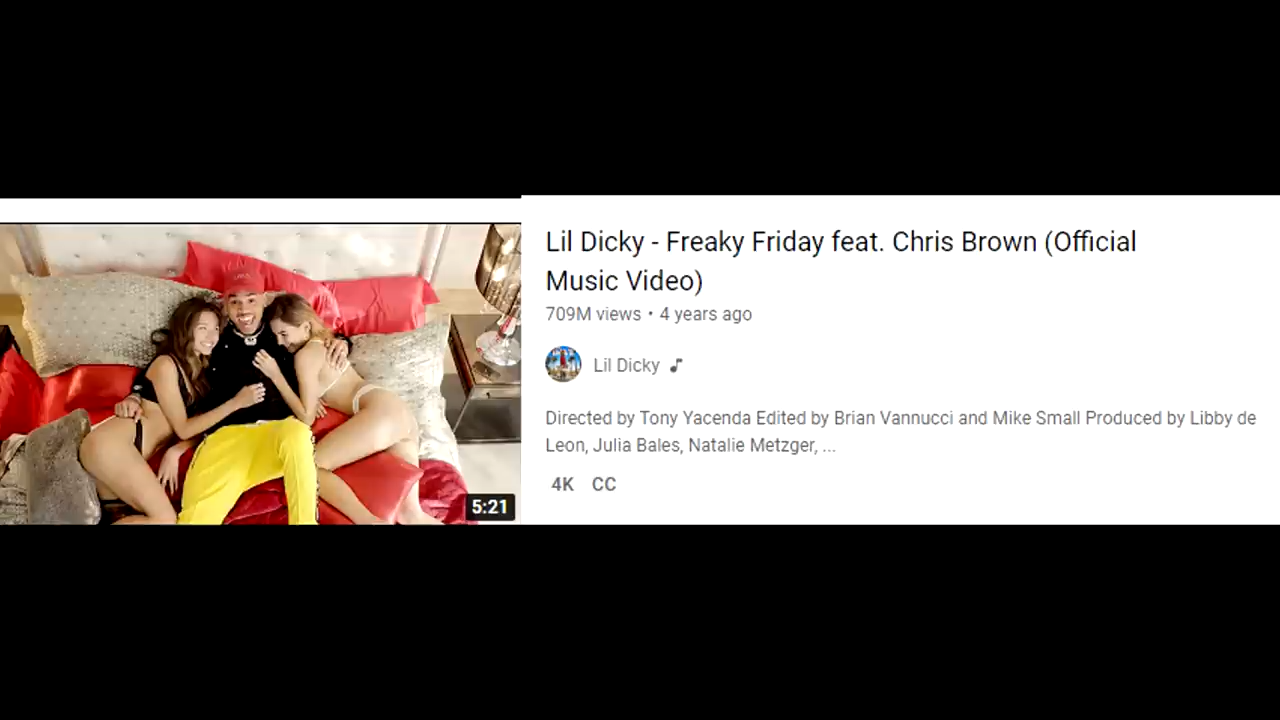 Lil Dicky - Freaky Friday feat. Chris Brown (Official
Music Video)
709M views • 4 years ago
Lil Dicky
Directed by Tony Yacenda Edited by Brian Vannucci and Mike Small Produced by Libby de
Leon, Julia Bales, Natalie Metzger, ...
5:21
4K CC